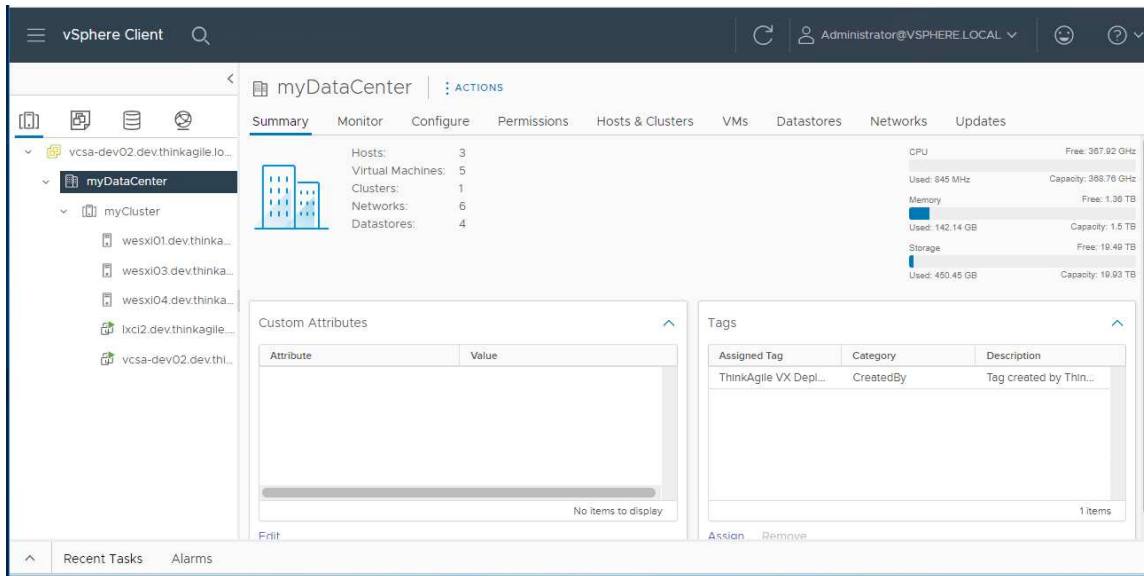 vSphere Client
Administrator@VSPHERE.LOCAL
myDataCenter
ACTIONS
Summary Monitor Configure Permissions Hosts & Clusters VMs Datastores Networks Updates
vcsa-dev02.dev.thinkagile.lo...
myDataCenter
myCluster
wesxi01.dev.thinka...
wesxi03.dev.thinka...
wesxi04.dev.thinka...
lxci2.dev.thinkagile....
vcsa-dev02.dev.thi...
Hosts: 3
Virtual Machines: 5
Clusters: 1
Networks: 6
Datastores: 4
CPU Free: 367.92 GHz
Used: 845 MHz Capacity: 368.76 GHz
Memory Free: 1.36 TB
Used: 142.14 GB Capacity: 1.5 TB
Storage Free: 19.49 TB
Used: 450.45 GB Capacity: 19.93 TB
Custom Attributes
Attribute Value
No items to display
Edit
Tags
Assigned Tag Category Description
ThinkAgile VX Depl... CreatedBy Tag created by Thin...
1 items
Assign Remove
Recent Tasks Alarms